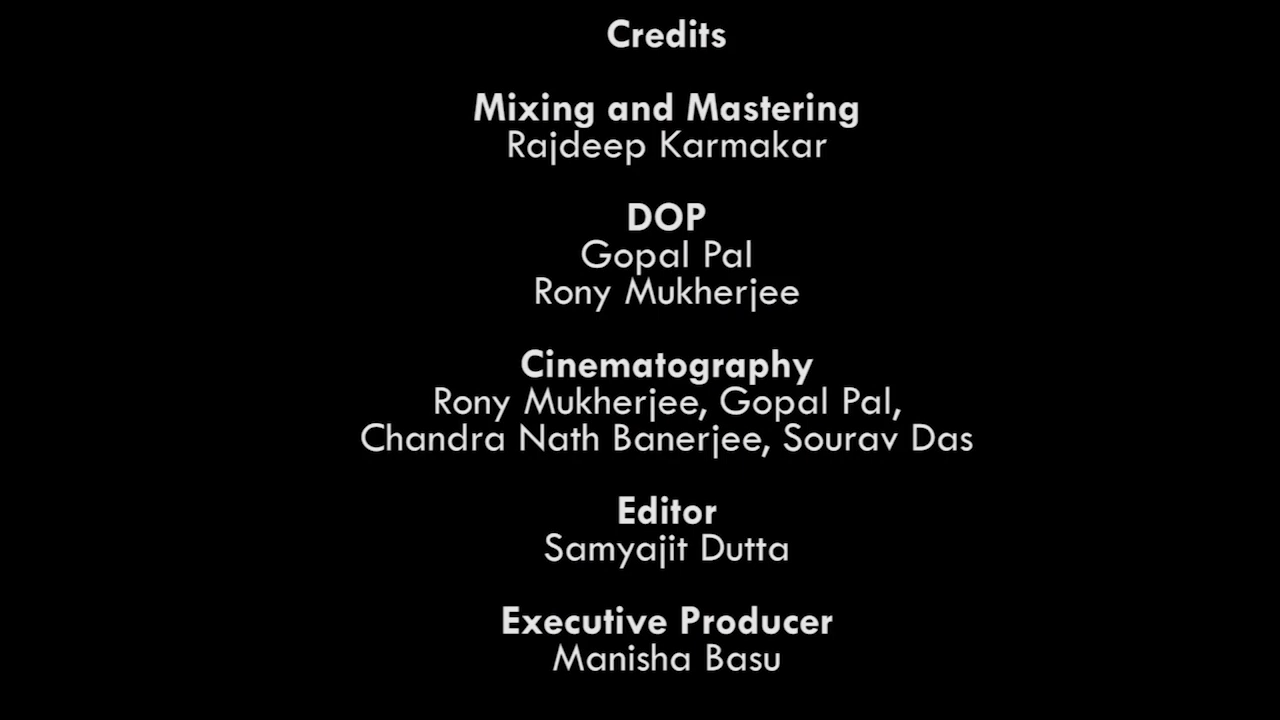 Credits
Mixing and Mastering
Rajdeep Karmakar
DOP
Gopal Pal
Rony Mukherjee
Cinematography
Rony Mukherjee, Gopal Pal,
Chandra Nath Banerjee, Sourav Das
Editor
Samyajit Dutta
Executive Producer
Manisha Basu